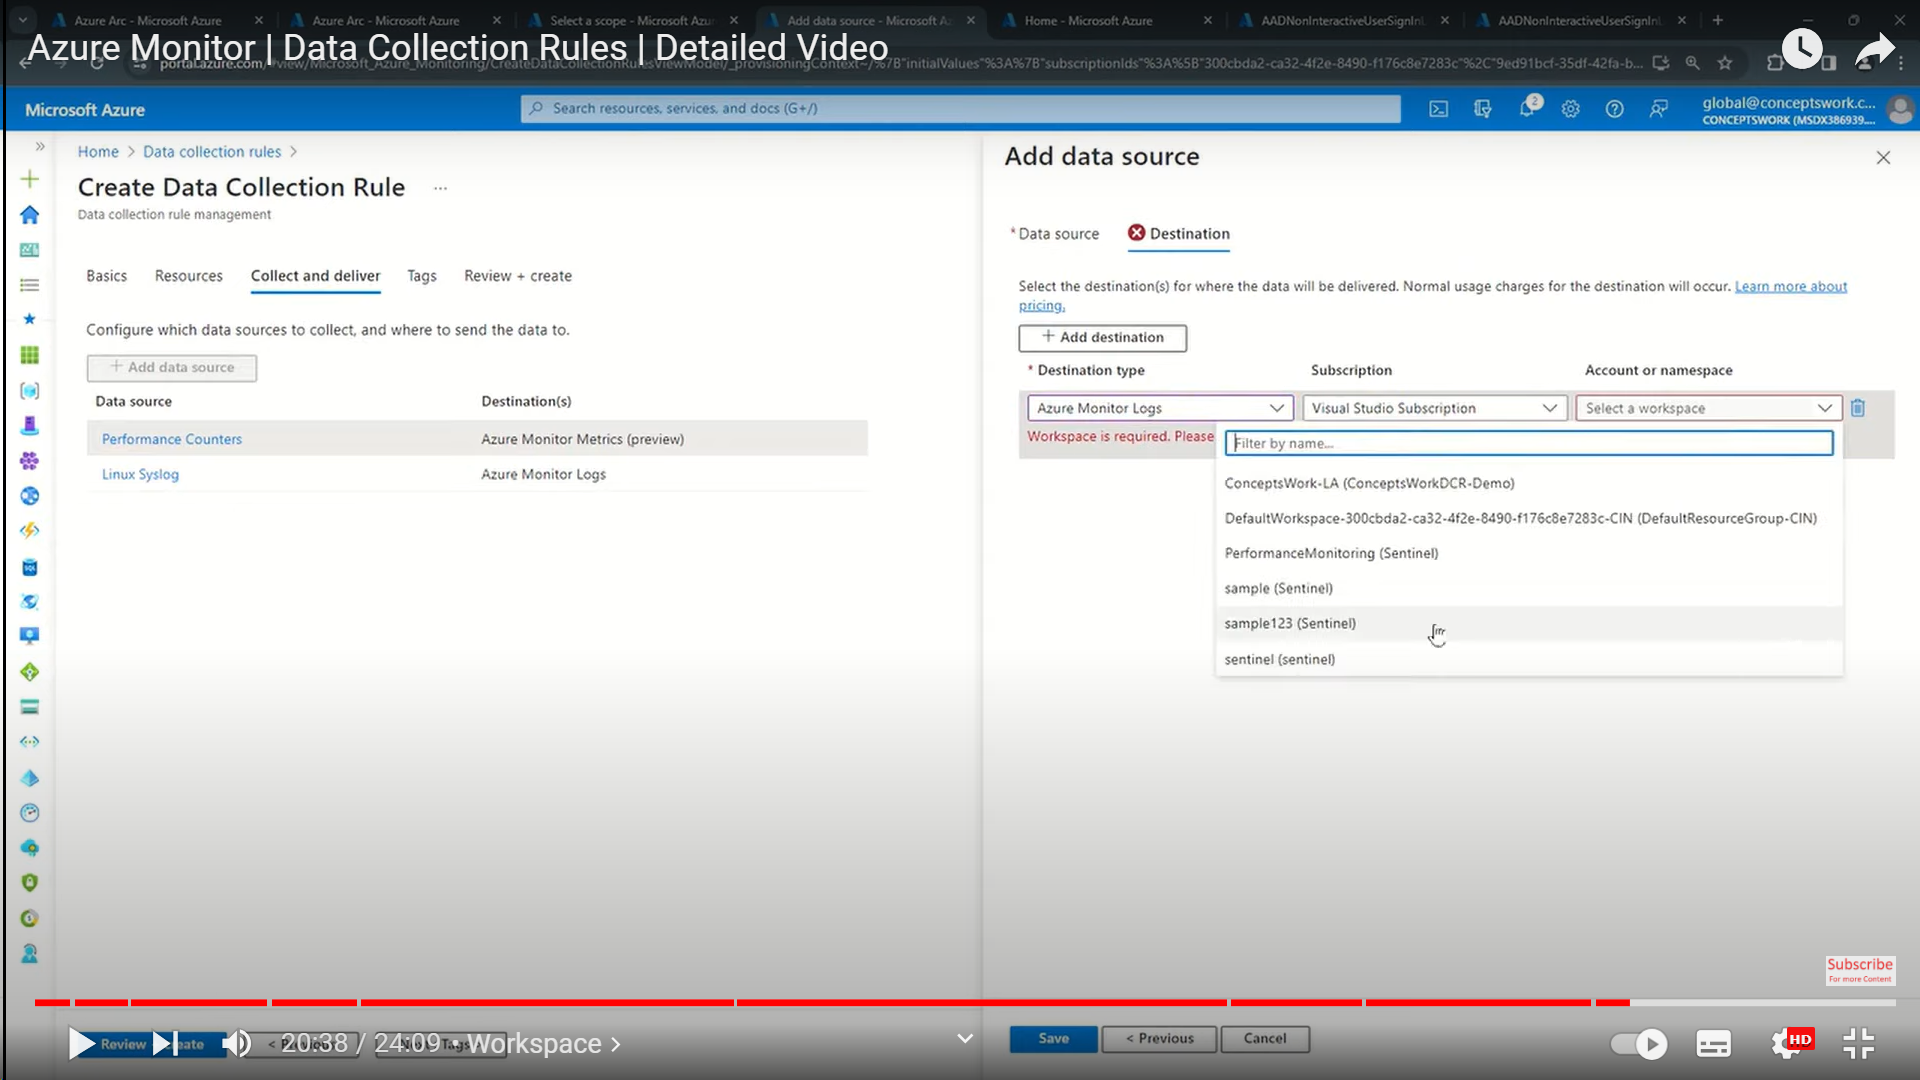 Azure Arc - Microsoft Azure
Azure Arc - Microsoft Azure
Select a scope - Microsoft Azur
Add data source - Microsoft Az
Home - Microsoft Azure
AADNonInteractiveUserSignInL
AADNonInteractiveUserSignInL
Azure Monitor | Data Collection Rules | Detailed Video
Microsoft Azure
Search resources, services, and docs (G+/)
2
global@conceptswork.c...
CONCEPTSWORK (MSDX386939....
Home > Data collection rules >
Create Data Collection Rule ...
Data collection rule management
Basics
Resources
Collect and deliver
Tags
Review + create
Configure which data sources to collect, and where to send the data to.
+ Add data source
Data source
Destination(s)
Performance Counters
Azure Monitor Metrics (preview)
Linux Syslog
Azure Monitor Logs
Add data source
* Data source
Destination
Select the destination(s) for where the data will be delivered. Normal usage charges for the destination will occur. Learn more about
pricing.
+ Add destination
* Destination type
Subscription
Account or namespace
Azure Monitor Logs
Visual Studio Subscription
Select a workspace
Workspace is required. Please
Filter by name...
ConceptsWork-LA (ConceptsWorkDCR-Demo)
DefaultWorkspace-300cbda2-ca32-4f2e-8490-f176c8e7283c-CIN (DefaultResourceGroup-CIN)
PerformanceMonitoring (Sentinel)
sample (Sentinel)
sample123 (Sentinel)
sentinel (sentinel)
Subscribe
For more Content
Review
20:38 / 24:09 • Workspace >
Save
< Previous
Cancel
HD